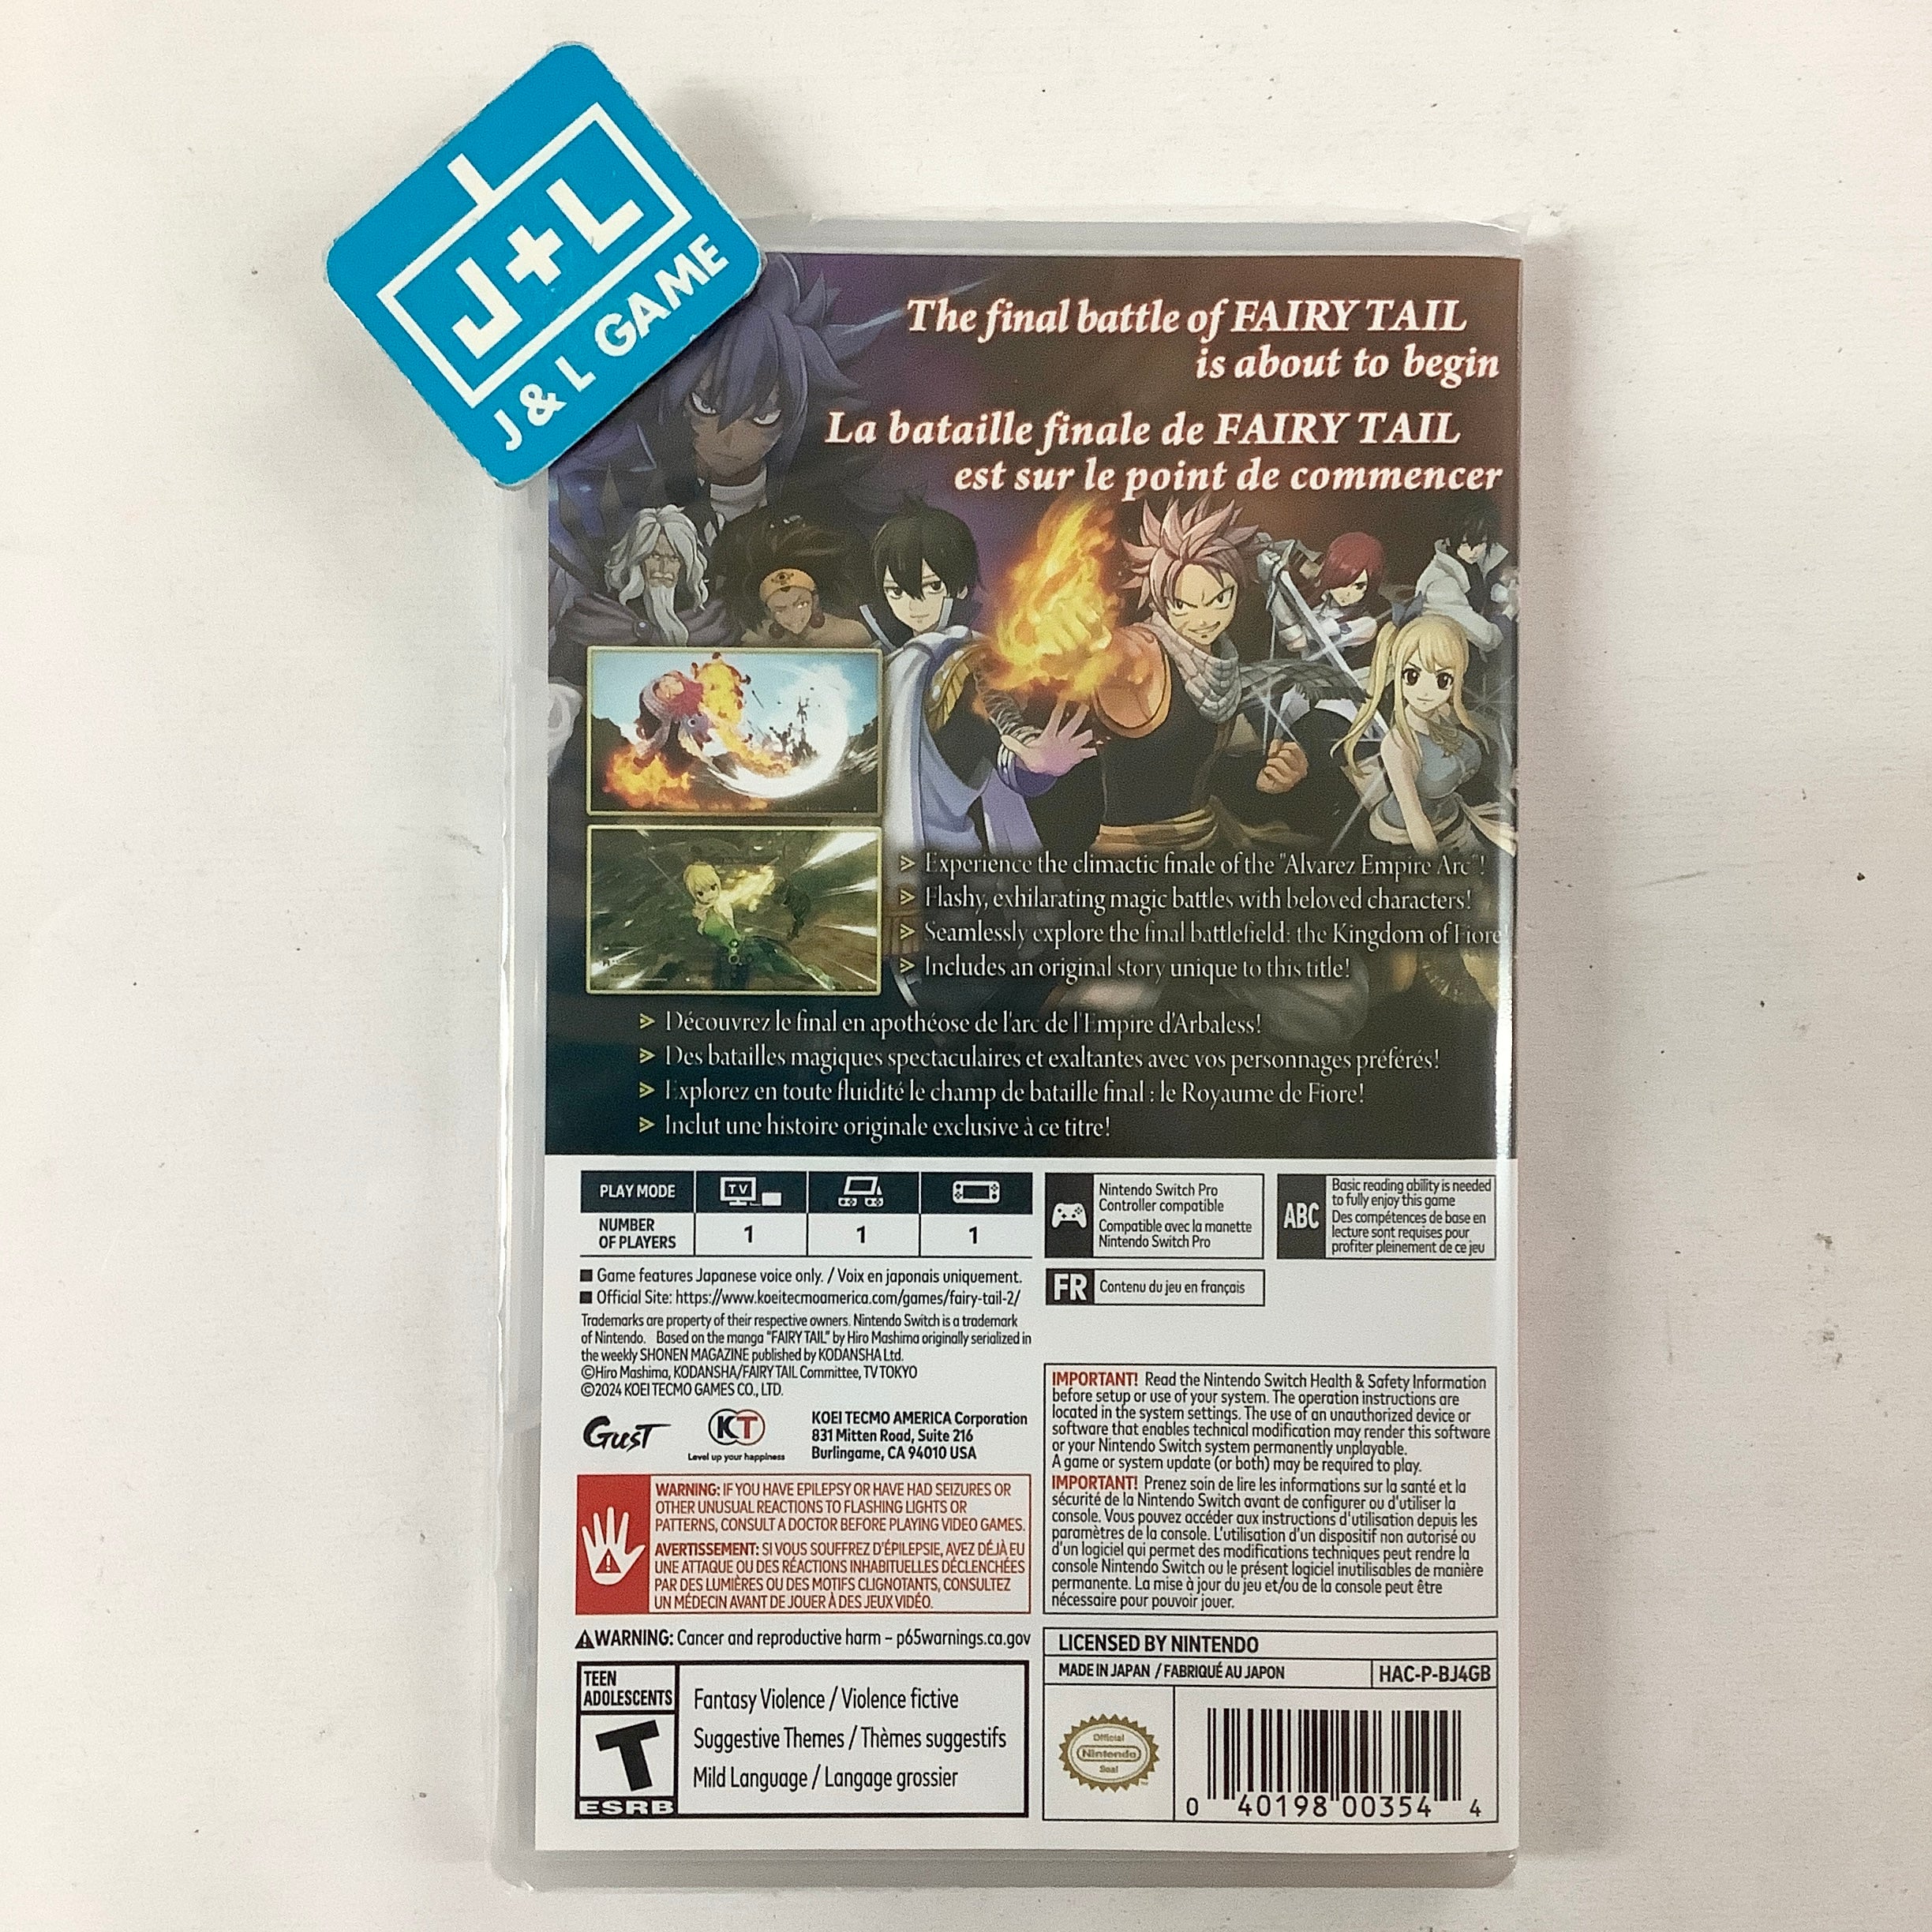 J+L
J & L GAME
The final battle of FAIRY TAIL
is about to begin
La bataille finale de FAIRY TAIL
est sur le point de commencer
Experience the climactic finale of the "Alvarez Empire Arc"!
Flashy, exhilarating magic battles with beloved characters!
Seamlessly explore the final battlefield: the Kingdom of Fiore!
Includes an original story unique to this title!
Découvrez le final en apothéose de l'arc de l'Empire d'Arbaless!
Des batailles magiques spectaculaires et exaltantes avec vos personnages préférés!
Explorez en toute fluidité le champ de bataille final : le Royaume de Fiore!
Inclut une histoire originale exclusive à ce titre!
PLAY MODE TV
NUMBER
OF PLAYERS
1 1 1
Nintendo Switch Pro
Controller compatible
Compatible avec la manette
Nintendo Switch Pro
ABC
Basic reading ability is needed
to fully enjoy this game
Des compétences de base en
lecture sont requises pour
profiter pleinement de ce jeu
FR Contenu du jeu en français
■ Game features Japanese voice only. / Voix en japonais uniquement.
■ Official Site: https://www.koeitecmoamerica.com/games/fairy-tail-2/
Trademarks are property of their respective owners. Nintendo Switch is a trademark
of Nintendo. Based on the manga "FAIRY TAIL" by Hiro Mashima originally serialized in
the weekly SHONEN MAGAZINE published by KODANSHA Ltd.
©Hiro Mashima, KODANSHA/FAIRY TAIL Committee, TV TOKYO
©2024 KOEI TECMO GAMES CO., LTD.
GUST
KT
Level up your happiness
KOEI TECMO AMERICA Corporation
831 Mitten Road, Suite 216
Burlingame, CA 94010 USA
WARNING: IF YOU HAVE EPILEPSY OR HAVE HAD SEIZURES OR
OTHER UNUSUAL REACTIONS TO FLASHING LIGHTS OR
PATTERNS, CONSULT A DOCTOR BEFORE PLAYING VIDEO GAMES.
AVERTISSEMENT: SI VOUS SOUFFREZ D'ÉPILEPSIE, AVEZ DÉJÀ EU
UNE ATTAQUE OU DES RÉACTIONS INHABITUELLES DÉCLENCHÉES
PAR DES LUMIÈRES OU DES MOTIFS CLIGNOTANTS, CONSULTEZ
UN MÉDECIN AVANT DE JOUER À DES JEUX VIDÉO.
WARNING: Cancer and reproductive harm – p65warnings.ca.gov
TEEN
ADOLESCENTS
T
ESRB
Fantasy Violence / Violence fictive
Suggestive Themes / Thèmes suggestifs
Mild Language / Langage grossier
IMPORTANT! Read the Nintendo Switch Health & Safety Information
before setup or use of your system. The operation instructions are
located in the system settings. The use of an unauthorized device or
software that enables technical modification may render this software
or your Nintendo Switch system permanently unplayable.
A game or system update (or both) may be required to play.
IMPORTANT! Prenez soin de lire les informations sur la santé et la
sécurité de la Nintendo Switch avant de configurer ou d'utiliser la
console. Vous pouvez accéder aux instructions d'utilisation depuis les
paramètres de la console. L'utilisation d'un dispositif non autorisé ou
d'un logiciel qui permet des modifications techniques peut rendre la
console Nintendo Switch ou le présent logiciel inutilisables de manière
permanente. La mise à jour du jeu et/ou de la console peut être
nécessaire pour pouvoir jouer.
LICENSED BY NINTENDO
MADE IN JAPAN / FABRIQUÉ AU JAPON HAC-P-BJ4GB
Official
Nintendo
Seal
0 40198 00354 4